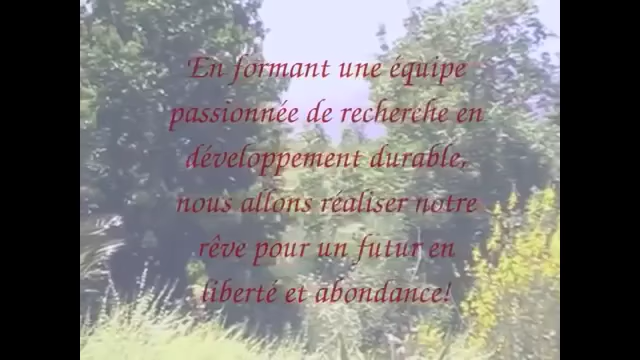 En formant une équipe
passionnée de recherche en
développement durable,
nous allons réaliser notre
rêve pour un futur en
liberté et abondance!